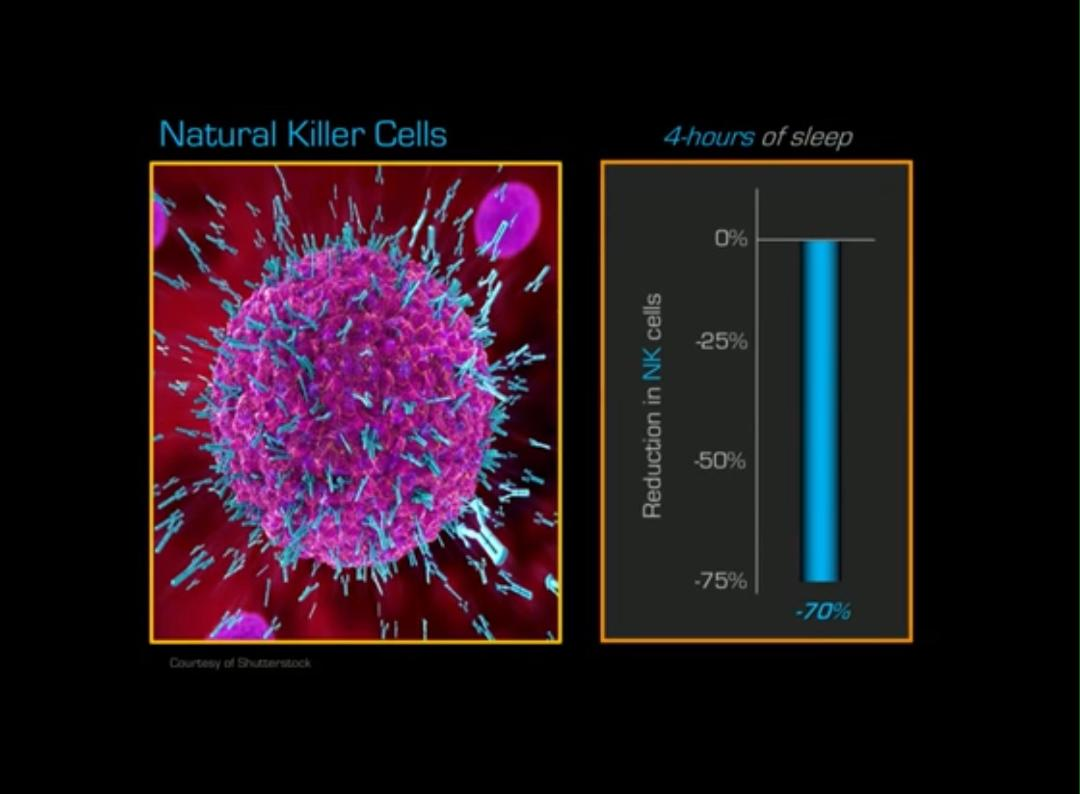 Natural Killer Cells
Courtesy of Shutterstock
4-hours of sleep
Reduction in NK cells
0%
-25%
-50%
-75%
-70%